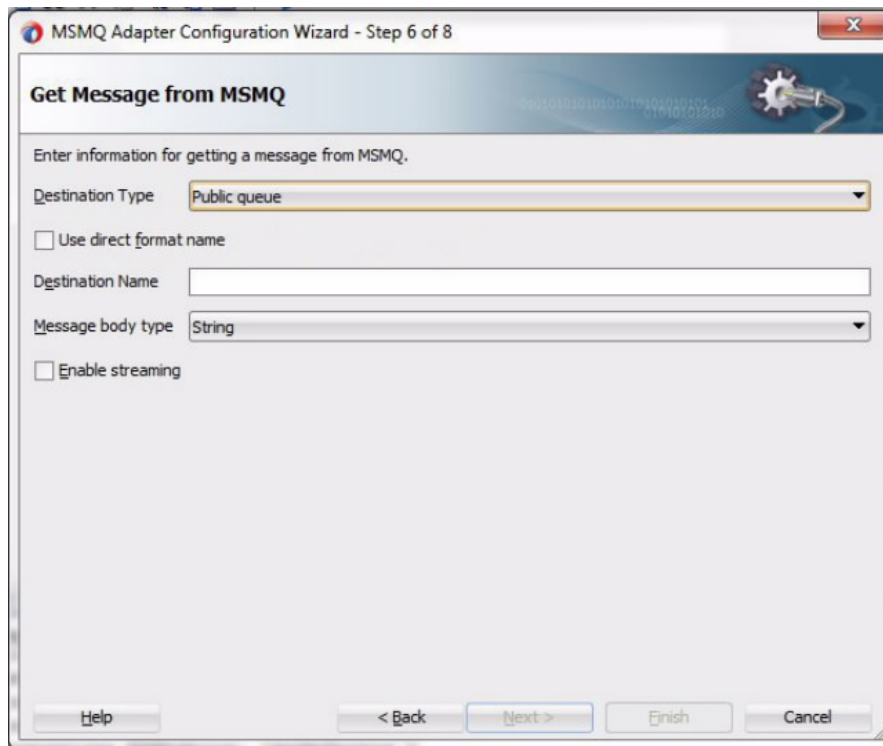 MSMQ Adapter Configuration Wizard - Step 6 of 8
Get Message from MSMQ
Enter information for getting a message from MSMQ.
Destination Type Public queue
Use direct format name
Destination Name
Message body type String
Enable streaming
Help < Back Next > Finish Cancel